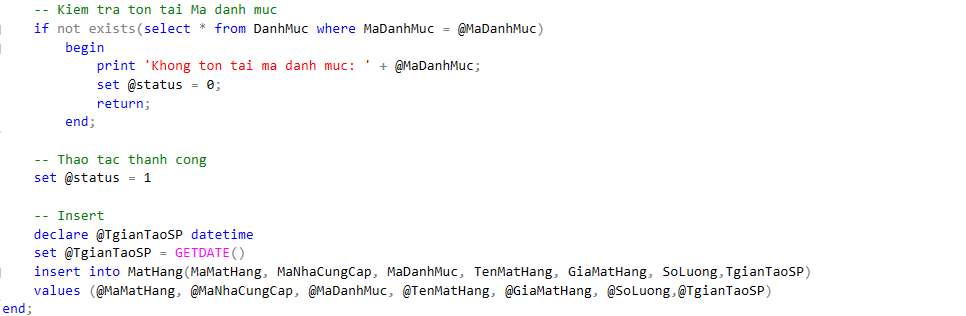 -- Kiem tra ton tai Ma danh muc
if not exists(select * from DanhMuc where MaDanhMuc = @MaDanhMuc)
begin
print 'Khong ton tai ma danh muc: ' + @MaDanhMuc;
set @status = 0;
return;
end;
-- Thao tac thanh cong
set @status = 1
-- Insert
declare @TgianTaoSP datetime
set @TgianTaoSP = GETDATE()
insert into MatHang(MaMatHang, MaNhaCungCap, MaDanhMuc, TenMatHang, GiaMatHang, SoLuong,TgianTaoSP)
values (@MaMatHang, @MaNhaCungCap, @MaDanhMuc, @TenMatHang, @GiaMatHang, @SoLuong,@TgianTaoSP)
end;